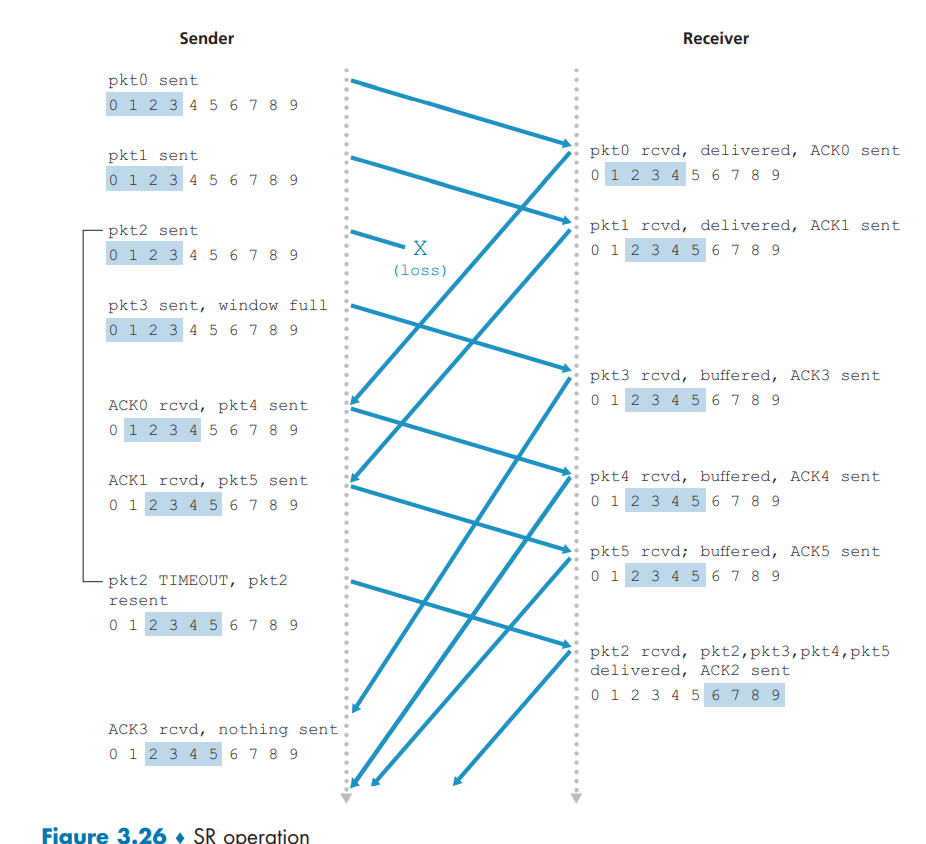 Sender
Receiver
pkt0 sent
0 1 2 3 4 5 6 7 8 9
pkt0 rcvd, delivered, ACK0 sent
0 1 2 3 4 5 6 7 8 9
pkt1 sent
0 1 2 3 4 5 6 7 8 9
pkt1 rcvd, delivered, ACK1 sent
0 1 2 3 4 5 6 7 8 9
pkt2 sent
0 1 2 3 4 5 6 7 8 9
X
(loss)
pkt3 sent, window full
0 1 2 3 4 5 6 7 8 9
pkt3 rcvd, buffered, ACK3 sent
0 1 2 3 4 5 6 7 8 9
ACK0 rcvd, pkt4 sent
0 1 2 3 4 5 6 7 8 9
pkt4 rcvd, buffered, ACK4 sent
0 1 2 3 4 5 6 7 8 9
ACK1 rcvd, pkt5 sent
0 1 2 3 4 5 6 7 8 9
pkt5 rcvd; buffered, ACK5 sent
0 1 2 3 4 5 6 7 8 9
pkt2 TIMEOUT, pkt2
resent
0 1 2 3 4 5 6 7 8 9
pkt2 rcvd, pkt2,pkt3,pkt4,pkt5
delivered, ACK2 sent
0 1 2 3 4 5 6 7 8 9
ACK3 rcvd, nothing sent
0 1 2 3 4 5 6 7 8 9
Figure 3.26 ♦ SR operation